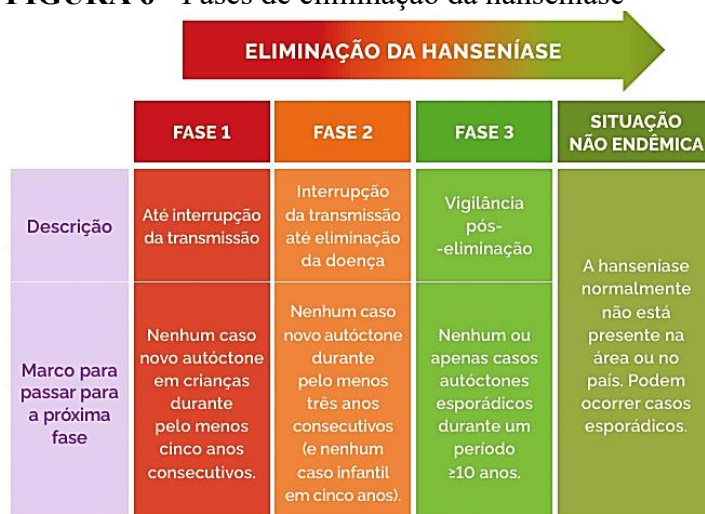 FIGURA 6 - Fases de eliminação da hanseníase
ELIMINAÇÃO DA HANSENÍASE
FASE 1
FASE 2
FASE 3
SITUAÇÃO
NÃO ENDÊMICA
Descrição
Até interrupção
da transmissão
Interrupção
da transmissão
até eliminação
da doença
Vigilância
pós-
-eliminação
A hanseníase
normalmente
não está
presente na
área ou no
país. Podem
ocorrer casos
esporádicos.
Marco para
passar para
a próxima
fase
Nenhum caso
novo autóctone
em crianças
durante
pelo menos
cinco anos
consecutivos.
Nenhum caso
novo autóctone
durante
pelo menos
três anos
consecutivos
(e nenhum
caso infantil
em cinco anos).
Nenhum ou
apenas casos
autóctones
esporádicos
durante um
período
≥10 anos.